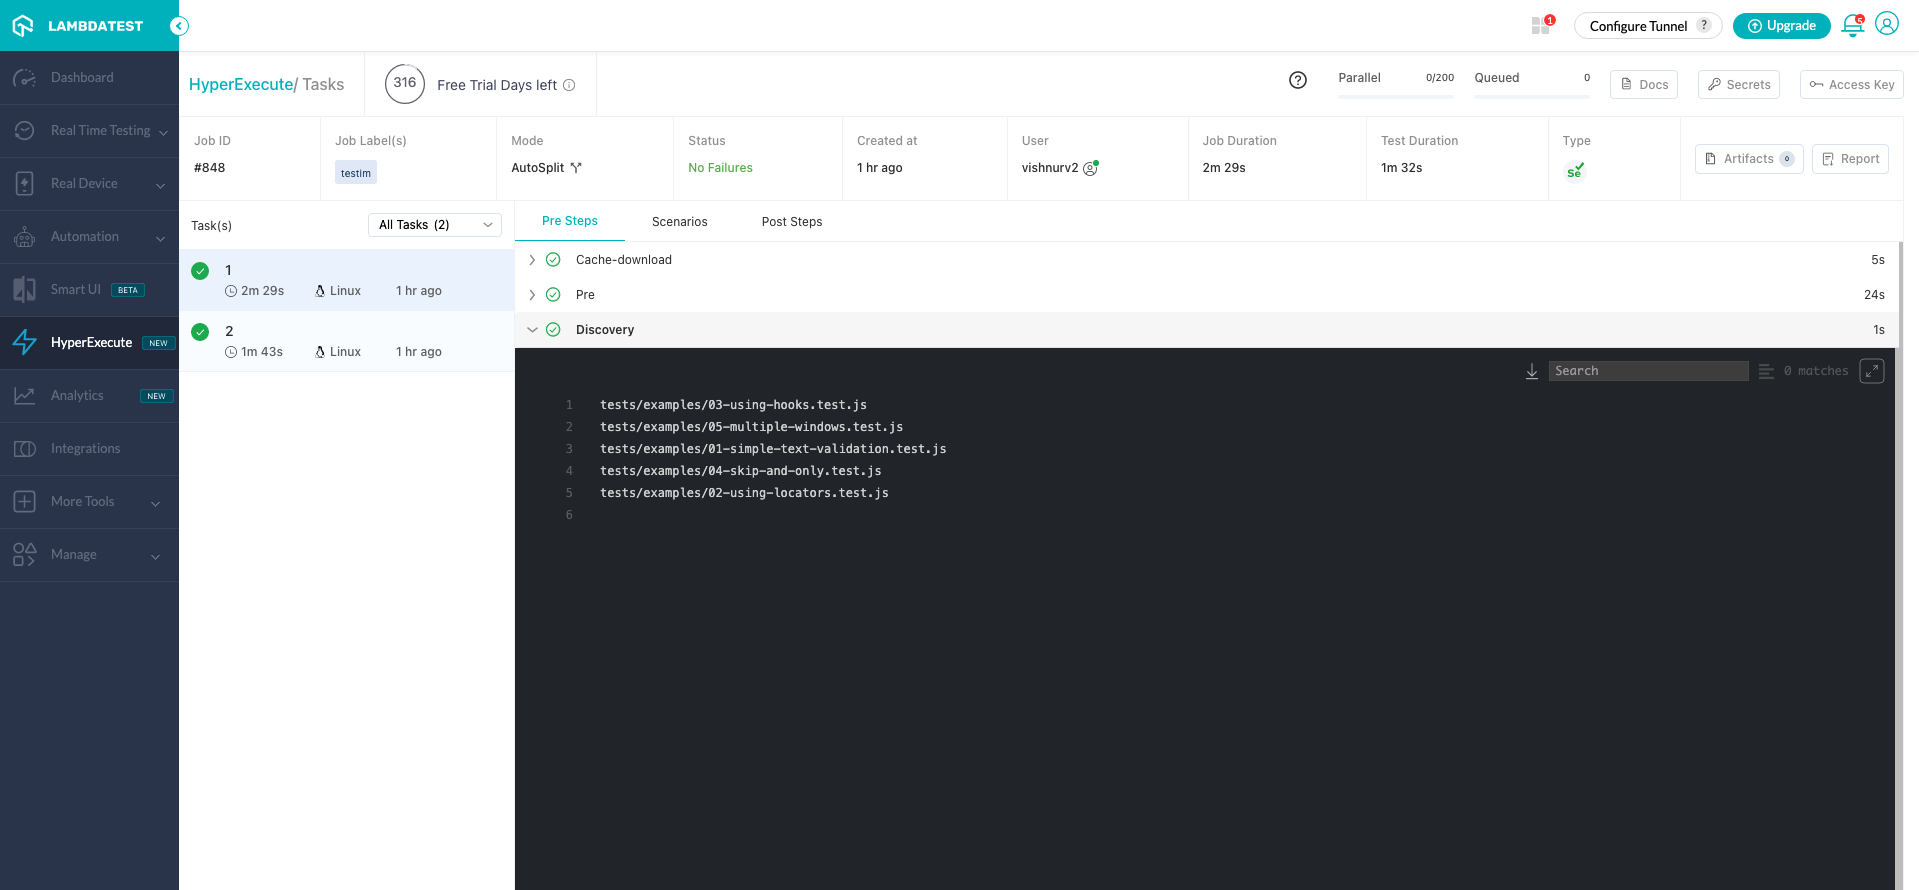 LAMBDATEST
1
Configure Tunnel ?
Upgrade
Dashboard
Real Time Testing
Real Device
Automation
Smart UI BETA
HyperExecute NEW
Analytics NEW
Integrations
More Tools
Manage
HyperExecute/ Tasks
316 Free Trial Days left
Parallel 0/200
Queued 0
Docs
Secrets
Access Key
Job ID
#848
Job Label(s)
testim
Mode
AutoSplit
Status
No Failures
Created at
1 hr ago
User
vishnurv2
Job Duration
2m 29s
Test Duration
1m 32s
Type
Se
Artifacts 0
Report
Task(s)
All Tasks (2)
1
2m 29s Linux 1 hr ago
2
1m 43s Linux 1 hr ago
Pre Steps Scenarios Post Steps
Cache-download 5s
Pre 24s
Discovery 1s
Search 0 matches
1 tests/examples/03-using-hooks.test.js
2 tests/examples/05-multiple-windows.test.js
3 tests/examples/01-simple-text-validation.test.js
4 tests/examples/04-skip-and-only.test.js
5 tests/examples/02-using-locators.test.js
6